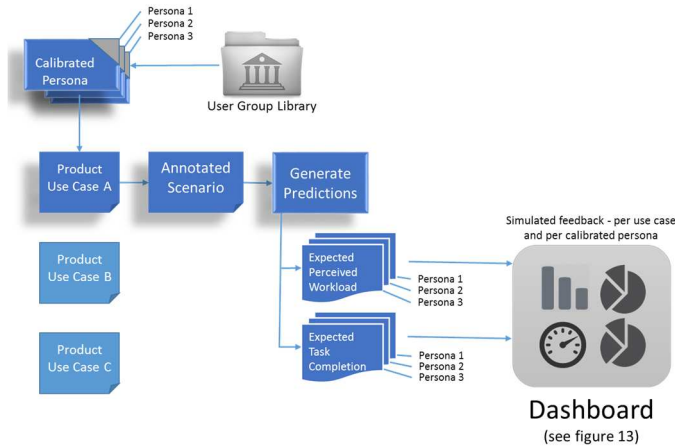 Persona 1
Persona 2
Persona 3
Calibrated
Persona
User Group Library
Product
Use Case A
Annotated
Scenario
Generate
Predictions
Product
Use Case B
Product
Use Case C
Expected
Perceived
Workload
Persona 1
Persona 2
Persona 3
Expected
Task
Completion
Persona 1
Persona 2
Persona 3
Simulated feedback - per use case
and per calibrated persona
Dashboard
(see figure 13)